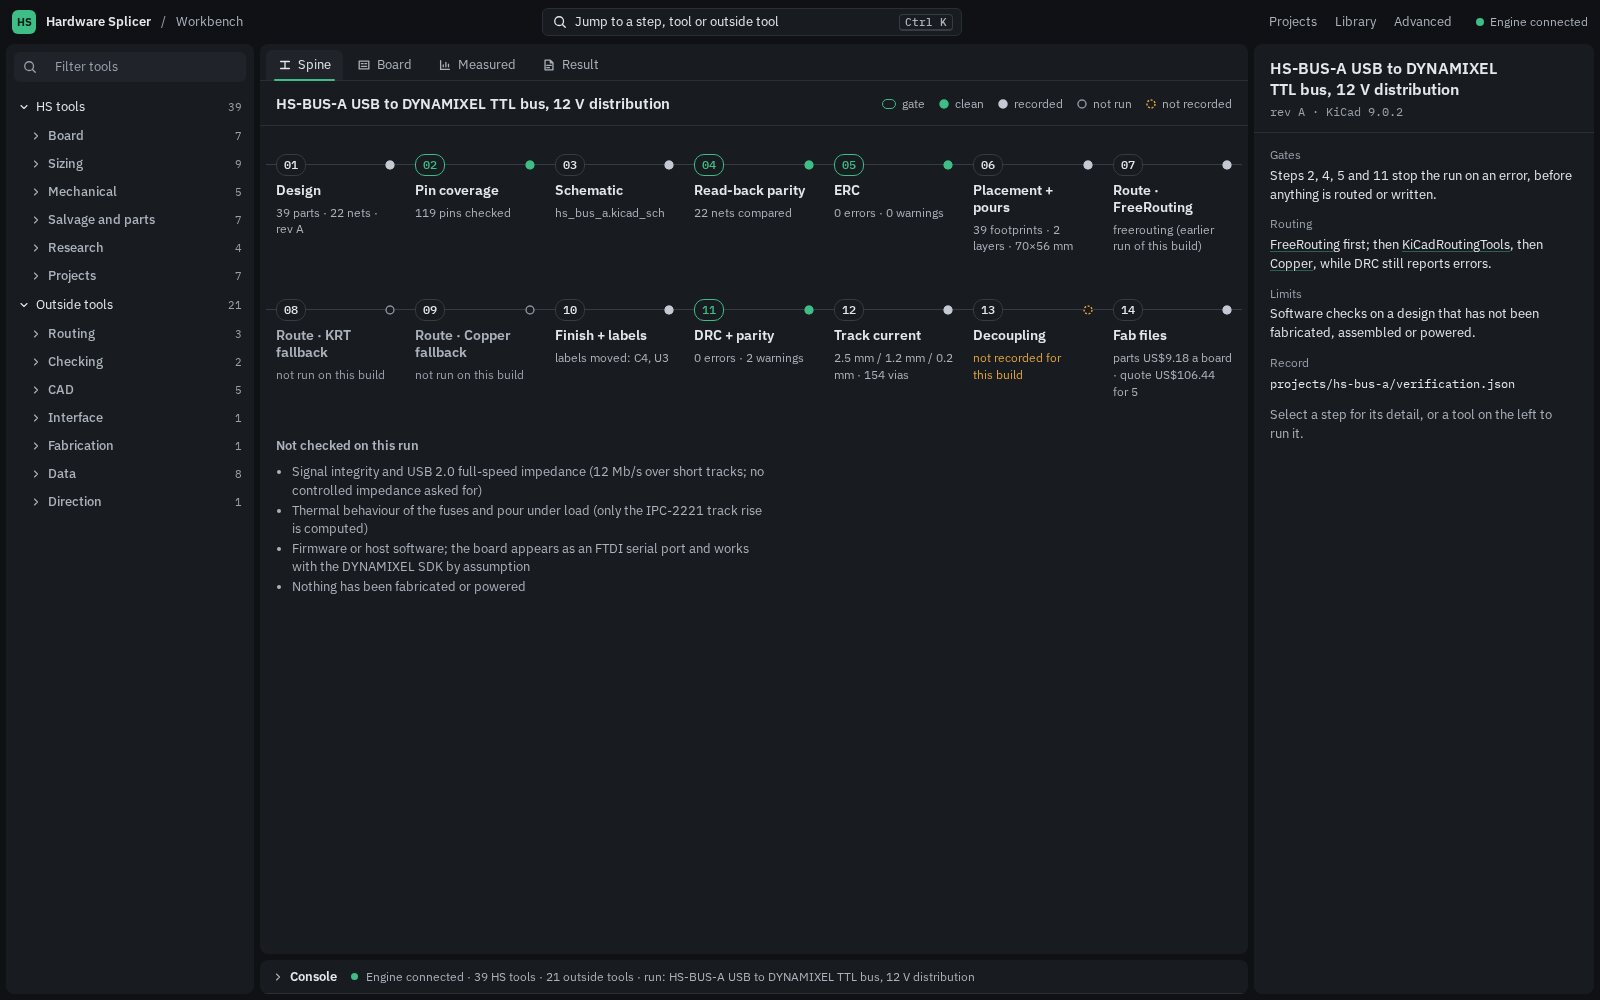 HS Hardware Splicer / Workbench
Jump to a step, tool or outside tool Ctrl K
Projects Library Advanced Engine connected
Filter tools
HS tools 39
Board 7
Sizing 9
Mechanical 5
Salvage and parts 7
Research 4
Projects 7
Outside tools 21
Routing 3
Checking 2
CAD 5
Interface 1
Fabrication 1
Data 8
Direction 1
Spine Board Measured Result
HS-BUS-A USB to DYNAMIXEL TTL bus, 12 V distribution
gate clean recorded not run not recorded
01
Design
39 parts · 22 nets ·
rev A
02
Pin coverage
119 pins checked
03
Schematic
hs_bus_a.kicad_sch
04
Read-back parity
22 nets compared
05
ERC
0 errors · 0 warnings
06
Placement +
pours
39 footprints · 2
layers · 70×56 mm
07
Route ·
FreeRouting
freerouting (earlier
run of this build)
08
Route · KRT
fallback
not run on this build
09
Route · Copper
fallback
not run on this build
10
Finish + labels
labels moved: C4, U3
11
DRC + parity
0 errors · 2 warnings
12
Track current
2.5 mm / 1.2 mm / 0.2
mm · 154 vias
13
Decoupling
not recorded for
this build
14
Fab files
parts US$9.18 a board
· quote US$106.44
for 5
Not checked on this run
• Signal integrity and USB 2.0 full-speed impedance (12 Mb/s over short tracks; no
controlled impedance asked for)
• Thermal behaviour of the fuses and pour under load (only the IPC-2221 track rise
is computed)
• Firmware or host software; the board appears as an FTDI serial port and works
with the DYNAMIXEL SDK by assumption
• Nothing has been fabricated or powered
Console Engine connected · 39 HS tools · 21 outside tools · run: HS-BUS-A USB to DYNAMIXEL TTL bus, 12 V distribution
HS-BUS-A USB to DYNAMIXEL
TTL bus, 12 V distribution
rev A · KiCad 9.0.2
Gates
Steps 2, 4, 5 and 11 stop the run on an error, before
anything is routed or written.
Routing
FreeRouting first; then KiCadRoutingTools, then
Copper, while DRC still reports errors.
Limits
Software checks on a design that has not been
fabricated, assembled or powered.
Record
projects/hs-bus-a/verification.json
Select a step for its detail, or a tool on the left to
run it.